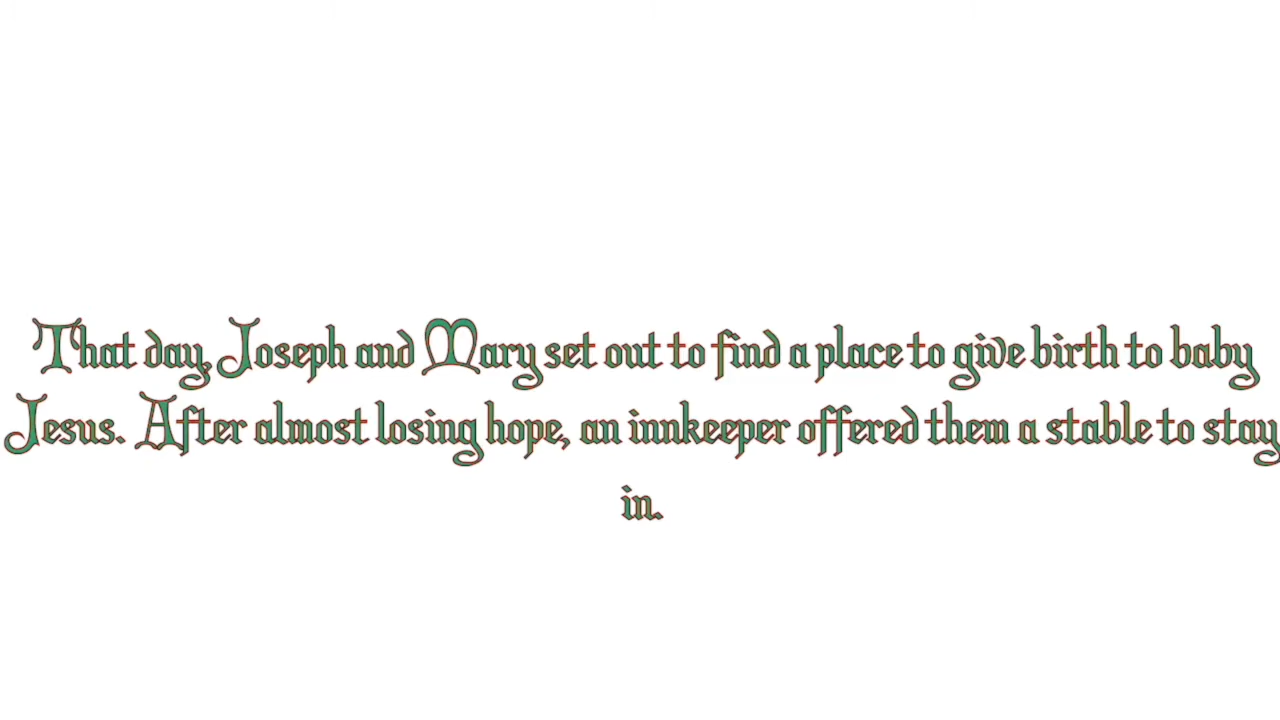 That day, Joseph and Mary set out to find a place to give birth to baby
Jesus. After almost losing hope, an innkeeper offered them a stable to stay
in.